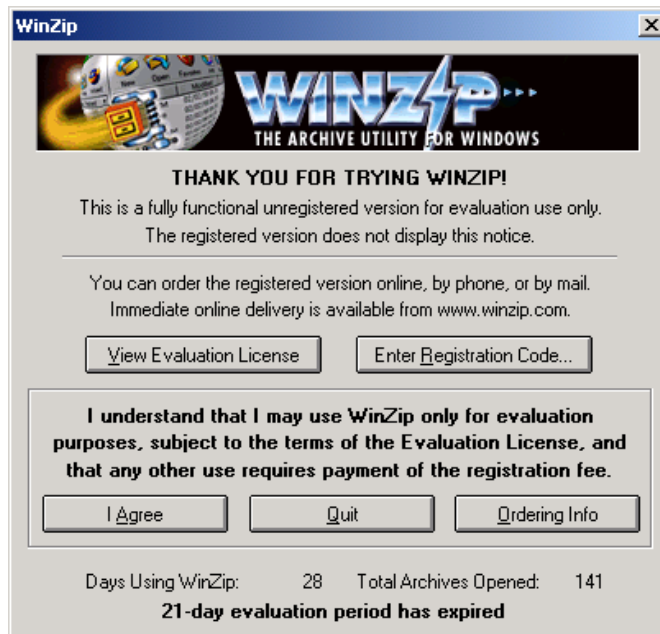 WinZip
WINZIP
THE ARCHIVE UTILITY FOR WINDOWS
THANK YOU FOR TRYING WINZIP!
This is a fully functional unregistered version for evaluation use only.
The registered version does not display this notice.
You can order the registered version online, by phone, or by mail.
Immediate online delivery is available from www.winzip.com.
View Evaluation License Enter Registration Code...
I understand that I may use WinZip only for evaluation
purposes, subject to the terms of the Evaluation License, and
that any other use requires payment of the registration fee.
I Agree Quit Ordering Info
Days Using WinZip: 28 Total Archives Opened: 141
21-day evaluation period has expired